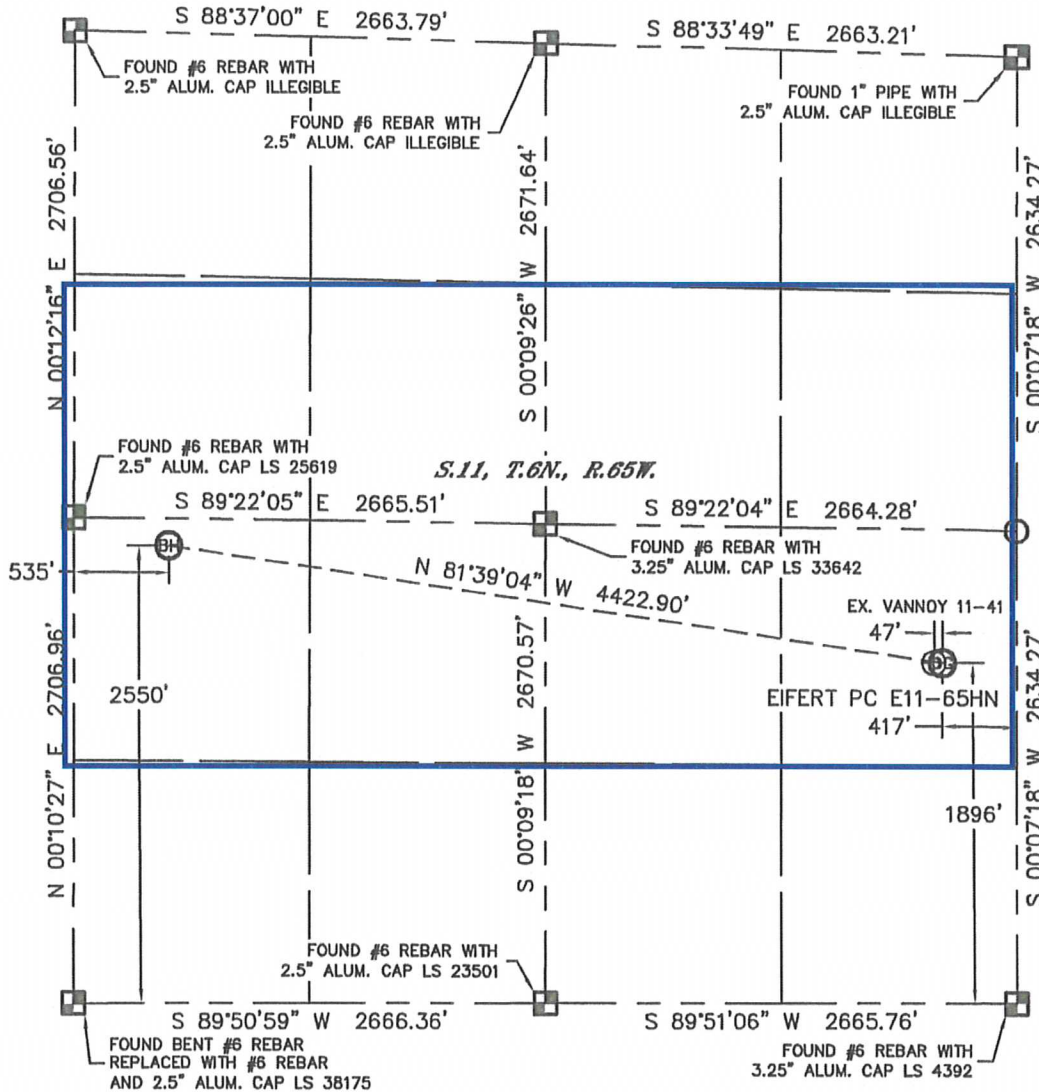 S 88°37'00" E 2663.79'
S 88°33'49" E 2663.21'
FOUND #6 REBAR WITH
2.5" ALUM. CAP ILLEGIBLE
FOUND #6 REBAR WITH
2.5" ALUM. CAP ILLEGIBLE
FOUND 1" PIPE WITH
2.5" ALUM. CAP ILLEGIBLE
N 00°12'16" E 2706.56'
S 00°09'26" W 2671.64'
S 00°07'18" W 2634.27'
FOUND #6 REBAR WITH
2.5" ALUM. CAP LS 25619
S.11, T.6N., R.65W.
S 89°22'05" E 2665.51'
S 89°22'04" E 2664.28'
FOUND #6 REBAR WITH
3.25" ALUM. CAP LS 33642
BH
535'
N 81°39'04" W 4422.90'
EX. VANNOY 11-41
47'
EIFERT PC E11-65HN
417'
2550'
1896'
N 00°10'27" E 2706.96'
S 00°09'18" W 2670.57'
S 00°07'18" W 2634.27'
FOUND #6 REBAR WITH
2.5" ALUM. CAP LS 23501
S 89°50'59" W 2666.36'
S 89°51'06" W 2665.76'
FOUND BENT #6 REBAR
REPLACED WITH #6 REBAR
AND 2.5" ALUM. CAP LS 38175
FOUND #6 REBAR WITH
3.25" ALUM. CAP LS 4392